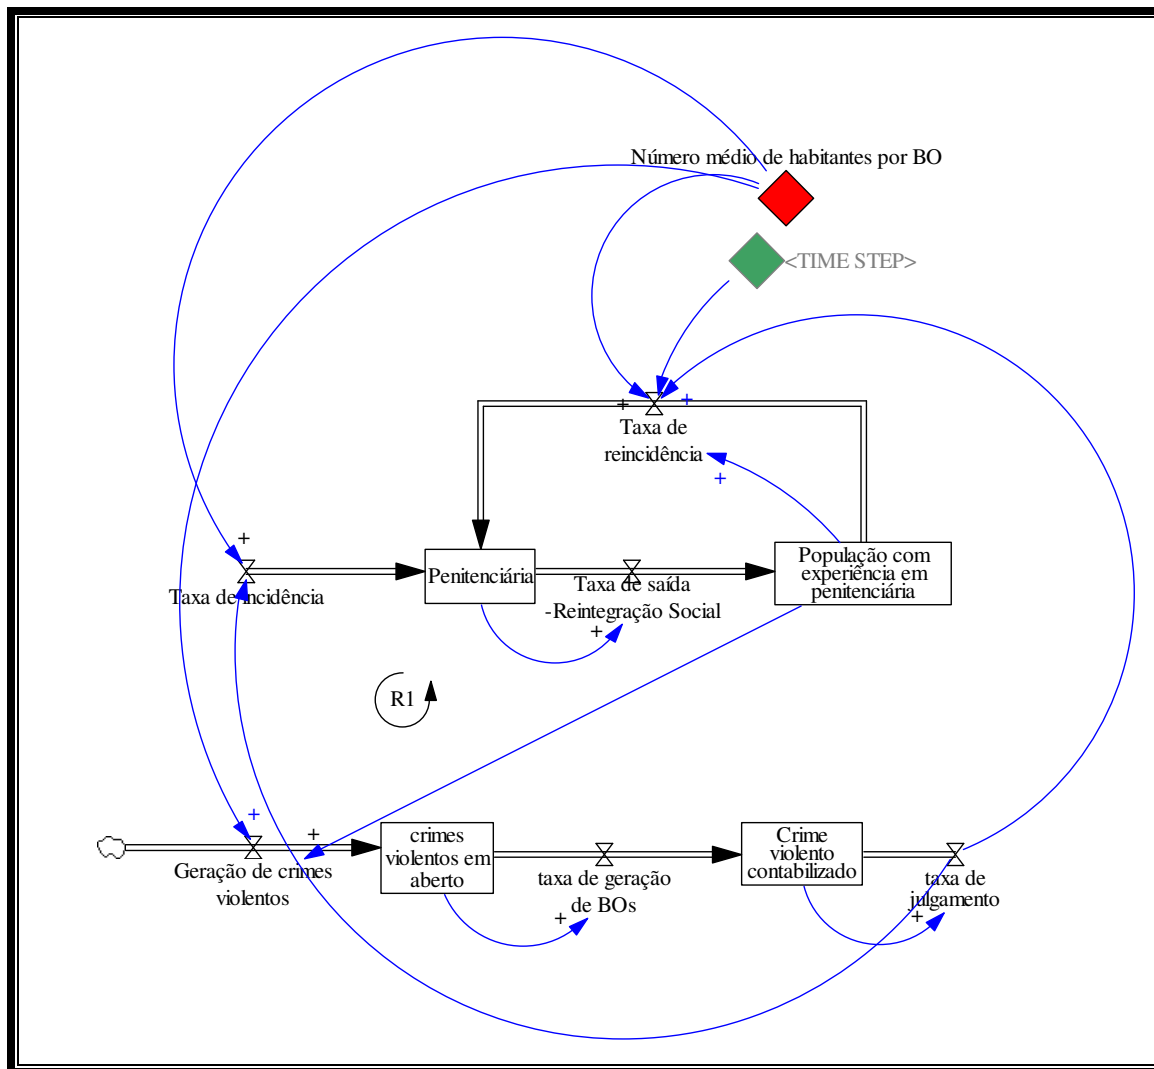 Número médio de habitantes por BO
<TIME STEP>
+
+
Taxa de
reincidência
+
+
Taxa de incidência
Penitenciária
Taxa de saída
-Reintegração Social
+
População com
experiência em
penitenciária
R1
+
+
Geração de crimes
violentos
crimes
violentos em
aberto
+
taxa de geração
de BOs
Crime
violento
contabilizado
+
taxa de
julgamento